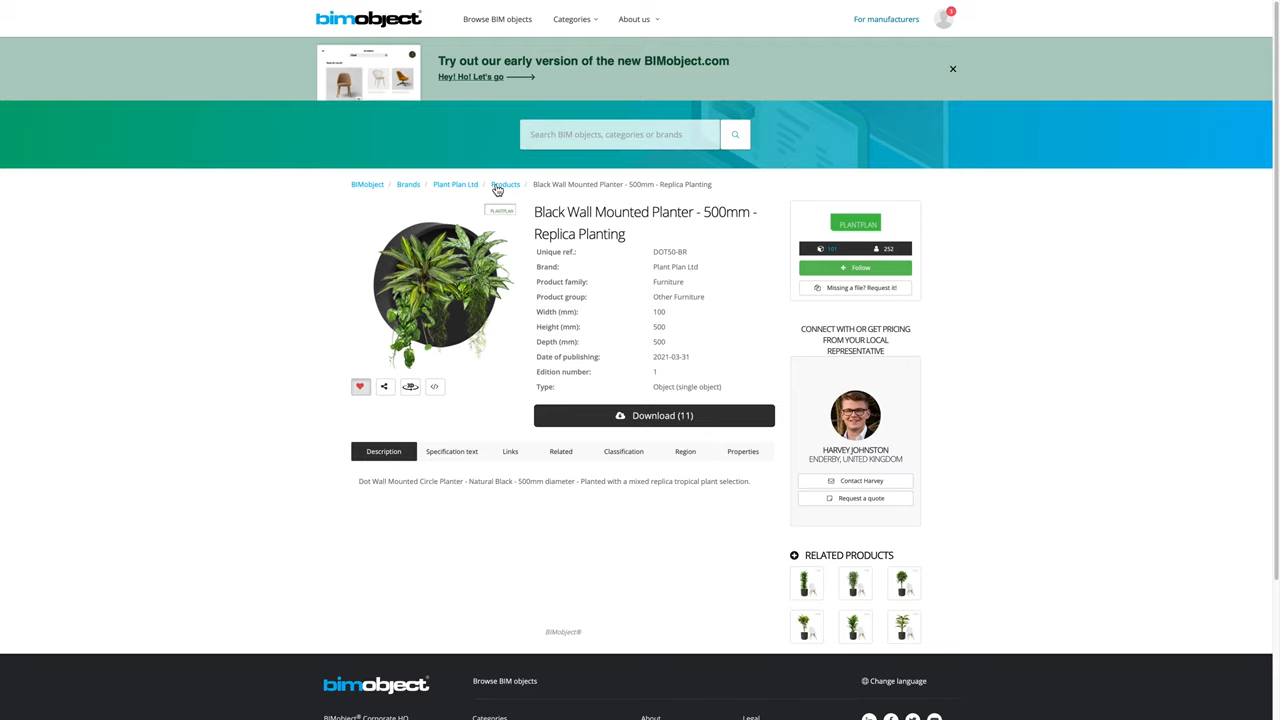 bimobject®
Browse BIM objects
Categories
About us
For manufacturers
3
Try out our early version of the new BIMobject.com
Hey! Ho! Let's go
×
Search BIM objects, categories or brands
BIMobject / Brands / Plant Plan Ltd / Products / Black Wall Mounted Planter - 500mm - Replica Planting
PLANTPLAN
Black Wall Mounted Planter - 500mm -
Replica Planting
Unique ref.: DOT50-BR
Brand: Plant Plan Ltd
Product family: Furniture
Product group: Other Furniture
Width (mm): 100
Height (mm): 500
Depth (mm): 500
Date of publishing: 2021-03-31
Edition number: 1
Type: Object (single object)
3D
</>
Download (11)
Description
Specification text
Links
Related
Classification
Region
Properties
Dot Wall Mounted Circle Planter - Natural Black - 500mm diameter - Planted with a mixed replica tropical plant selection.
BIMobject®
PLANTPLAN
101 252
+ Follow
Missing a file? Request it!
CONNECT WITH OR GET PRICING
FROM YOUR LOCAL
REPRESENTATIVE
HARVEY JOHNSTON
ENDERBY, UNITED KINGDOM
Contact Harvey
Request a quote
RELATED PRODUCTS
bimobject®
Browse BIM objects
Change language
BIMobject® Corporate HQ
Categories
About
Legal